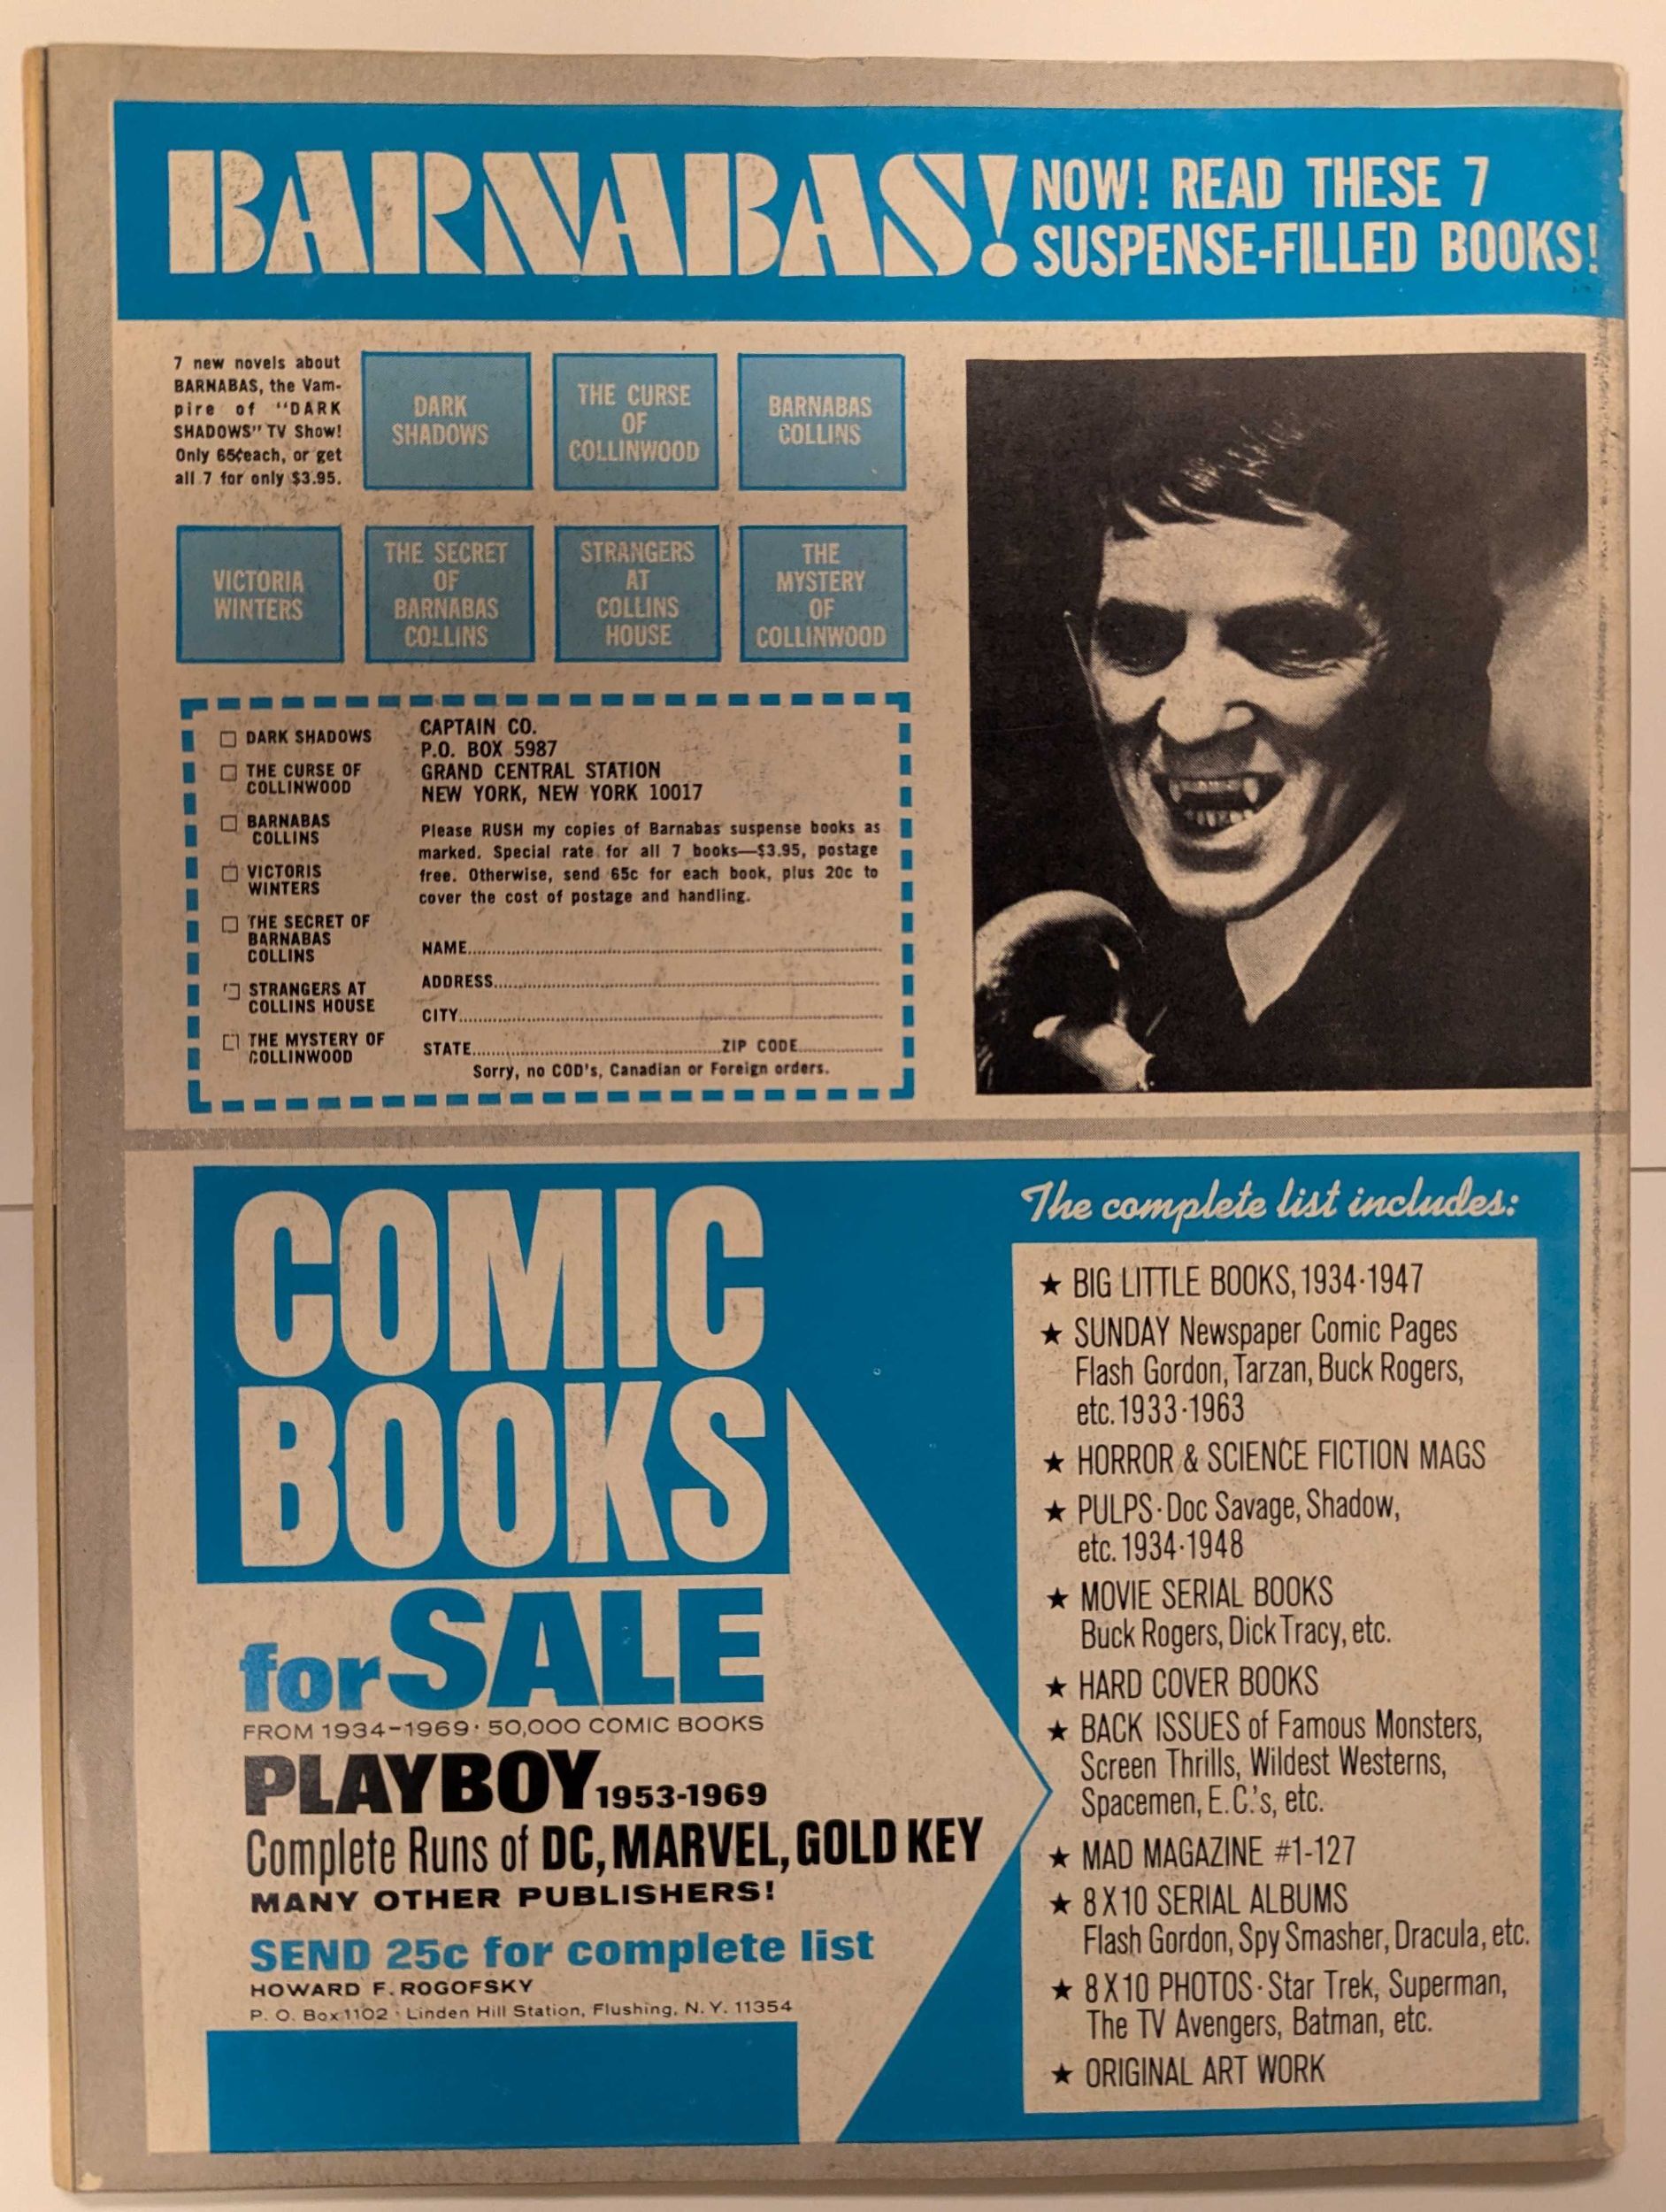 BARNABAS!
NOW! READ THESE 7
SUSPENSE-FILLED BOOKS!
7 new novels about
BARNABAS, the Vam-
pire of "DARK
SHADOWS" TV Show!
Only 65¢each, or get
all 7 for only $3.95.
DARK
SHADOWS
THE CURSE
OF
COLLINWOOD
BARNABAS
COLLINS
VICTORIA
WINTERS
THE SECRET
OF
BARNABAS
COLLINS
STRANGERS
AT
COLLINS
HOUSE
THE
MYSTERY
OF
COLLINWOOD
DARK SHADOWS
THE CURSE OF
COLLINWOOD
BARNABAS
COLLINS
VICTORIS
WINTERS
THE SECRET OF
BARNABAS
COLLINS
STRANGERS AT
COLLINS HOUSE
THE MYSTERY OF
COLLINWOOD
CAPTAIN CO.
P.O. BOX 5987
GRAND CENTRAL STATION
NEW YORK, NEW YORK 10017
Please RUSH my copies of Barnabas suspense books as
marked. Special rate for all 7 books—$3.95, postage
free. Otherwise, send 65c for each book, plus 20c to
cover the cost of postage and handling.
NAME
ADDRESS
CITY
STATE ZIP CODE
Sorry, no COD's, Canadian or Foreign orders.
COMIC
BOOKS
for SALE
FROM 1934-1969 · 50,000 COMIC BOOKS
PLAYBOY 1953-1969
Complete Runs of DC, MARVEL, GOLD KEY
MANY OTHER PUBLISHERS!
SEND 25c for complete list
HOWARD F. ROGOFSKY
P. O. Box 1102 · Linden Hill Station, Flushing, N. Y. 11354
The complete list includes:
★ BIG LITTLE BOOKS, 1934-1947
★ SUNDAY Newspaper Comic Pages
Flash Gordon, Tarzan, Buck Rogers,
etc. 1933-1963
★ HORROR & SCIENCE FICTION MAGS
★ PULPS · Doc Savage, Shadow,
etc. 1934-1948
★ MOVIE SERIAL BOOKS
Buck Rogers, Dick Tracy, etc.
★ HARD COVER BOOKS
★ BACK ISSUES of Famous Monsters,
Screen Thrills, Wildest Westerns,
Spacemen, E.C.'s, etc.
★ MAD MAGAZINE #1-127
★ 8X10 SERIAL ALBUMS
Flash Gordon, Spy Smasher, Dracula, etc.
★ 8X10 PHOTOS · Star Trek, Superman,
The TV Avengers, Batman, etc.
★ ORIGINAL ART WORK